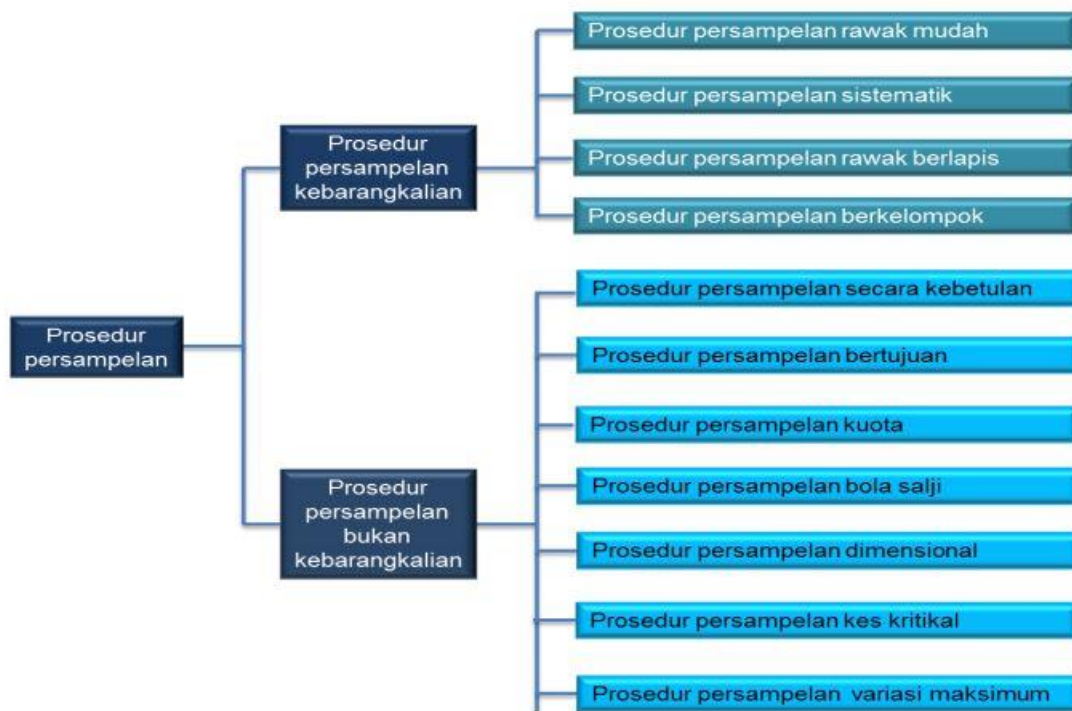 Prosedur
persampelan
Prosedur
persampelan
kebarangkalian
Prosedur persampelan rawak mudah
Prosedur persampelan sistematik
Prosedur persampelan rawak berlapis
Prosedur persampelan berkelompok
Prosedur
persampelan
bukan
kebarangkalian
Prosedur persampelan secara kebetulan
Prosedur persampelan bertujuan
Prosedur persampelan kuota
Prosedur persampelan bola salji
Prosedur persampelan dimensional
Prosedur persampelan kes kritikal
Prosedur persampelan variasi maksimum